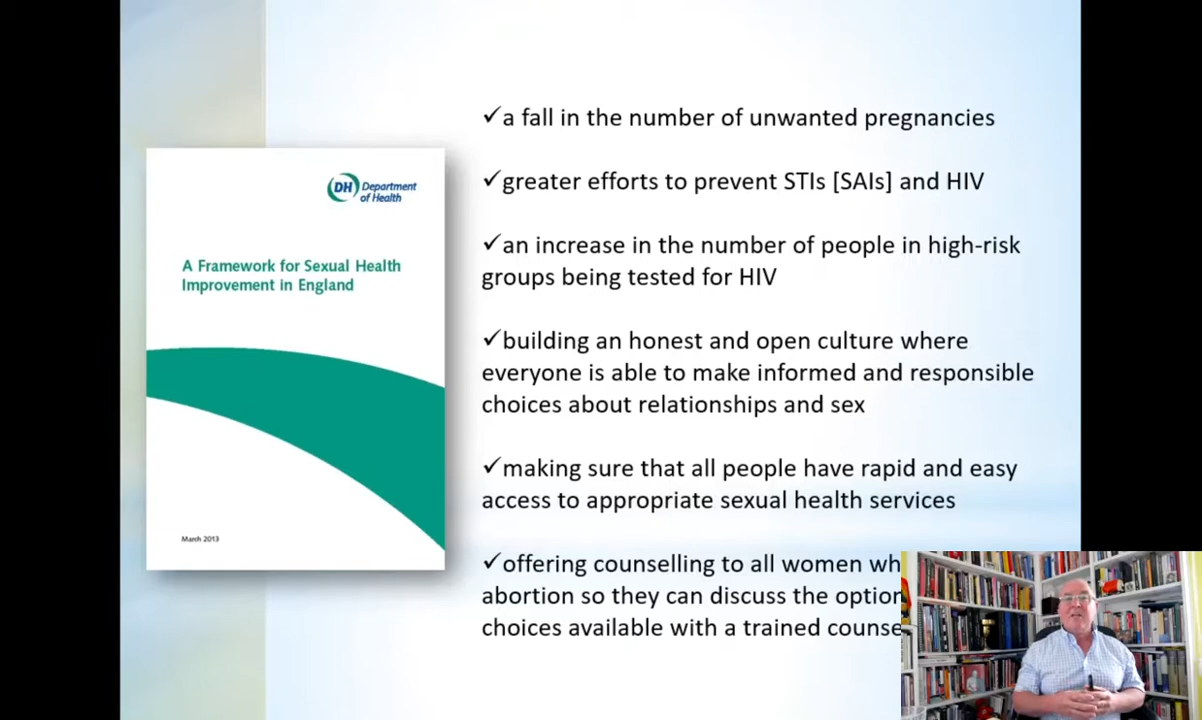 DH Department
of Health
A Framework for Sexual Health
Improvement in England
March 2013
✓a fall in the number of unwanted pregnancies
✓greater efforts to prevent STIs [SAIs] and HIV
✓an increase in the number of people in high-risk
groups being tested for HIV
✓building an honest and open culture where
everyone is able to make informed and responsible
choices about relationships and sex
✓making sure that all people have rapid and easy
access to appropriate sexual health services
✓offering counselling to all women wh
abortion so they can discuss the option
choices available with a trained counse